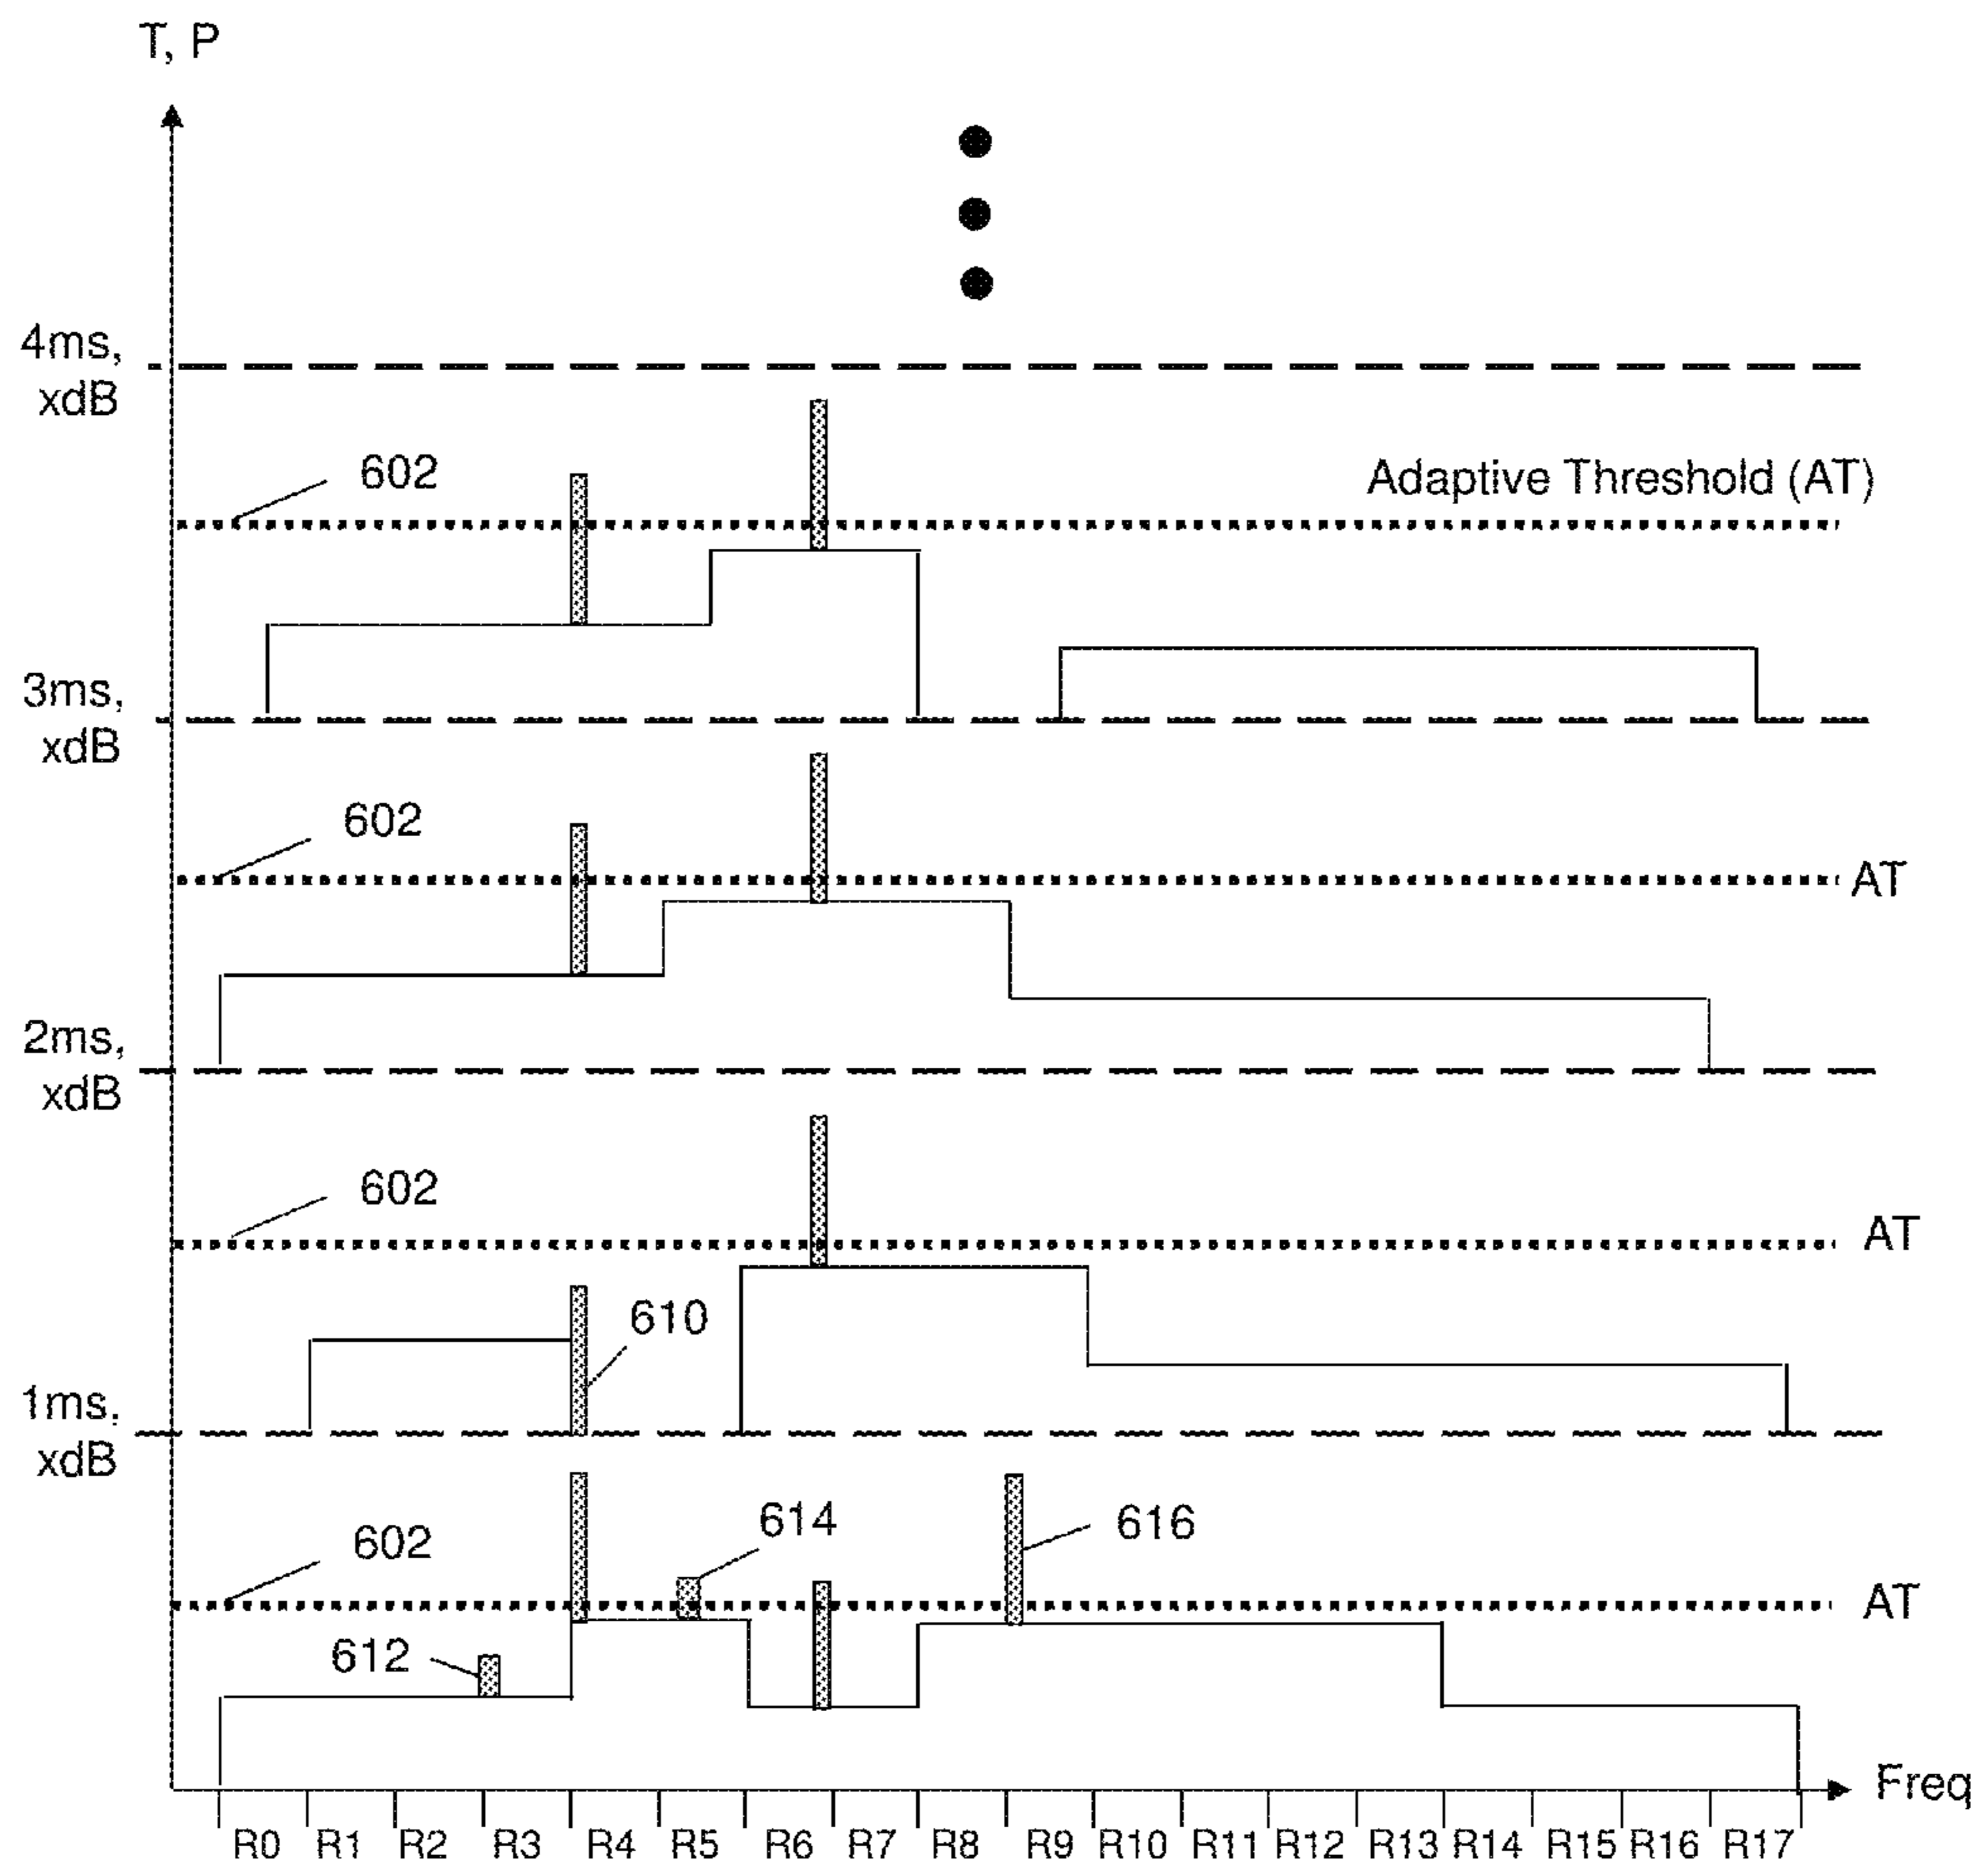 T, P
4ms,
xdB
602
Adaptive Threshold (AT)
3ms,
xdB
602
AT
2ms,
xdB
602
AT
610
1ms.
xdB
614
616
602
AT
612
Freq
R0 R1 R2 R3 R4 R5 R6 R7 R8 R9 R10 R11 R12 R13 R14 R15 R16 R17